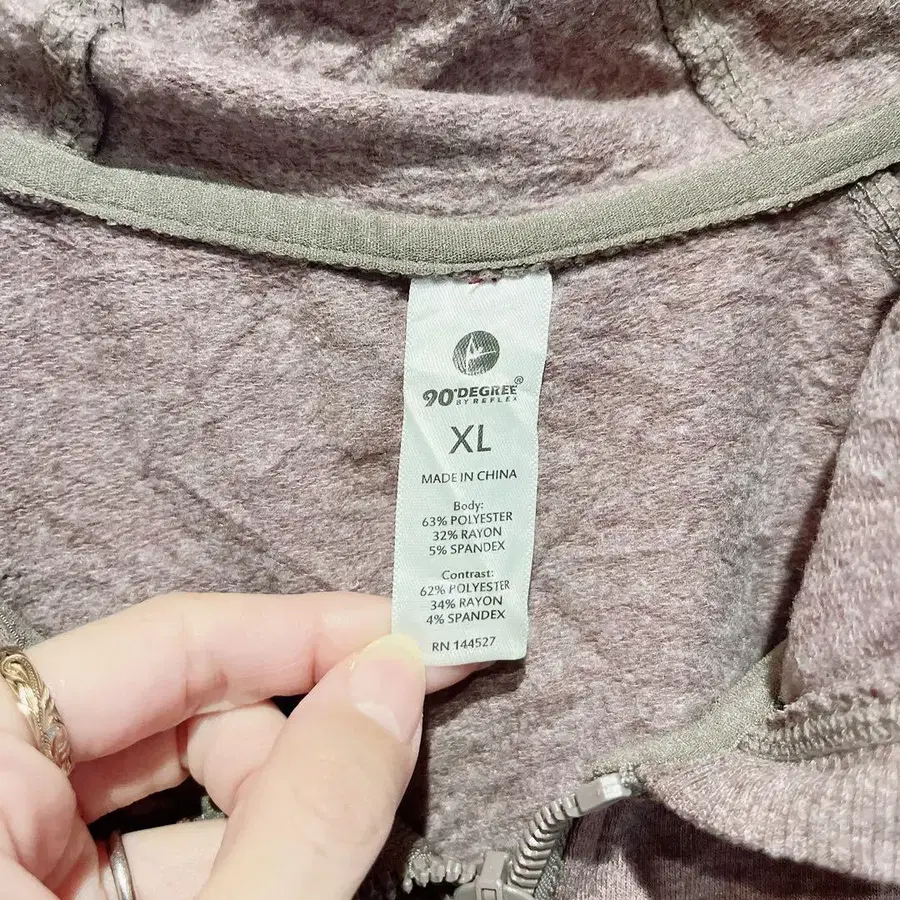 90°DEGREE®
BY REFLEX
XL
MADE IN CHINA
Body:
63% POLYESTER
32% RAYON
5% SPANDEX
Contrast:
62% POLYESTER
34% RAYON
4% SPANDEX
RN 144527